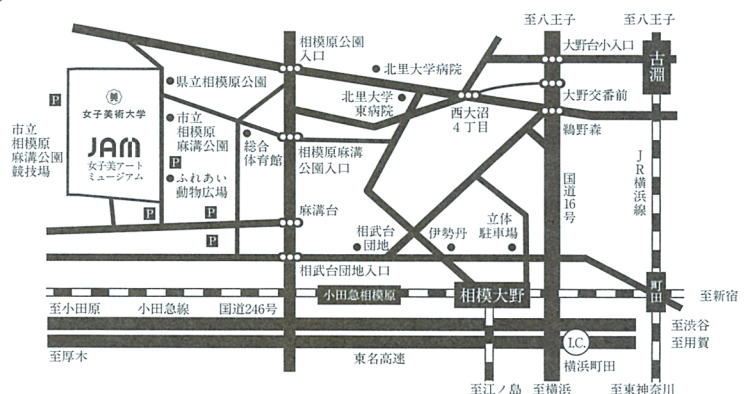 至八王子
至八王子
相模原公園
入口
大野台小入口
古淵
北里大学病院
県立相模原公園
P
美
女子美術大学
JAM
女子美アート
ミュージアム
北里大学
東病院
大野交番前
西大沼
4丁目
鵜野森
市立
相模原
麻溝公園
競技場
市立
相模原
麻溝公園
総合
体育館
相模原麻溝
公園入口
P
ふれあい
動物広場
国道16号
JR横浜線
P
P
麻溝台
P
相武台
団地
伊勢丹
立体
駐車場
相武台団地入口
小田急相模原
相模大野
町田
至新宿
至小田原
小田急線
国道246号
至渋谷
I.C.
至用賀
至厚木
東名高速
横浜町田
至江ノ島
至横浜
至東神奈川